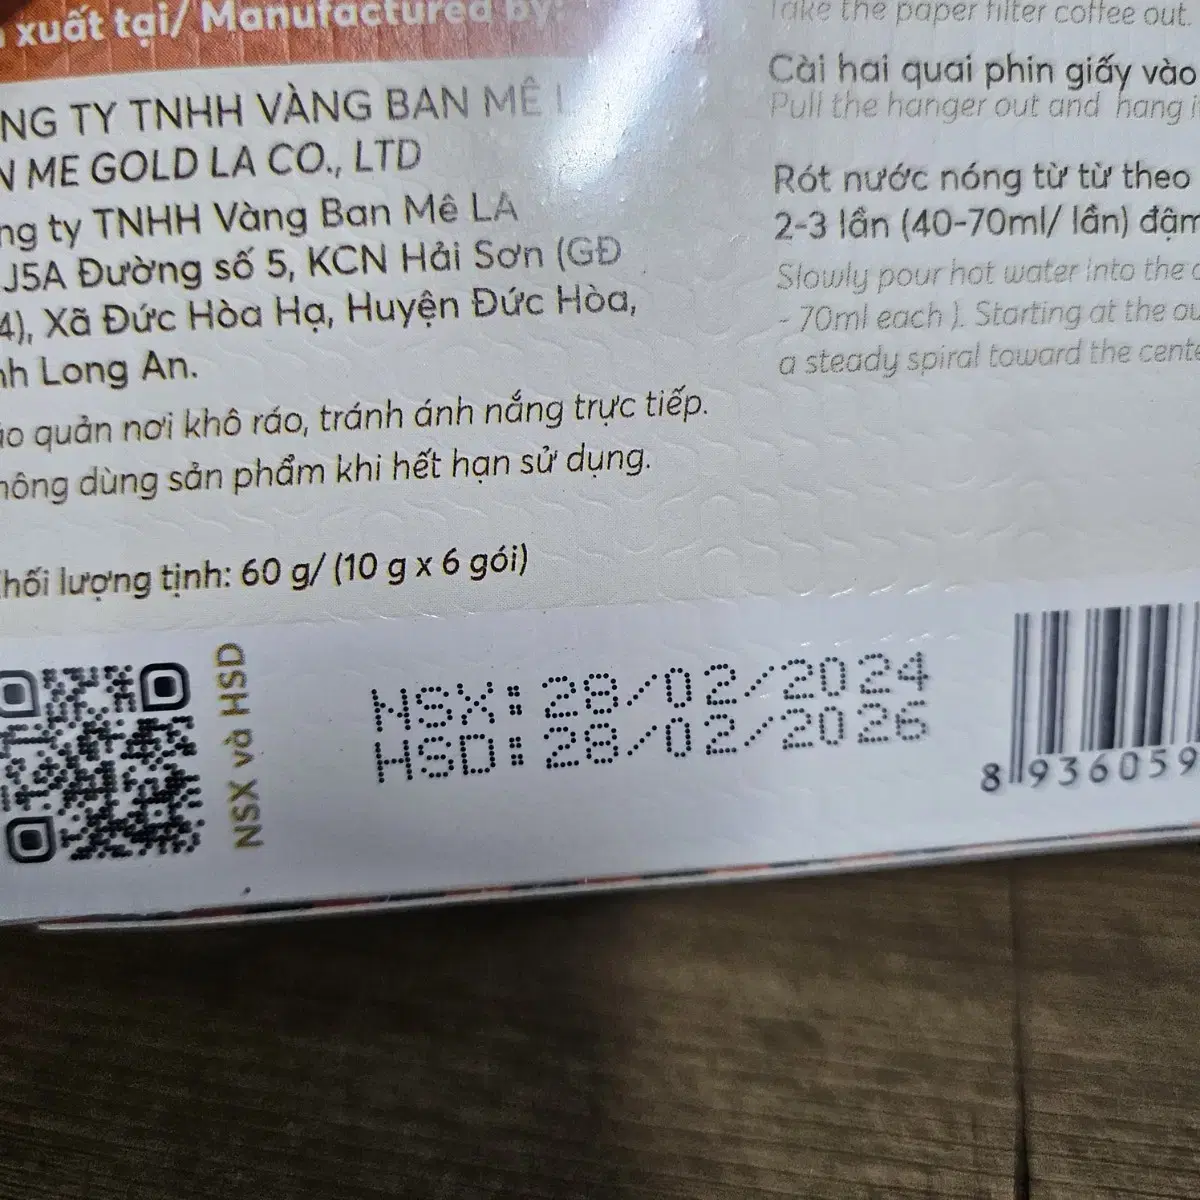 xuất tại/ Manufactured by:
NG TY TNHH VÀNG BAN MÊ L
N ME GOLD LA CO., LTD
ng ty TNHH Vàng Ban Mê LA
J5A Đường số 5, KCN Hải Sơn (GĐ
4), Xã Đức Hòa Hạ, Huyện Đức Hòa,
nh Long An.
ảo quản nơi khô ráo, tránh ánh nắng trực tiếp.
hông dùng sản phẩm khi hết hạn sử dụng.
hối lượng tịnh: 60 g/ (10 g x 6 gói)
Take the paper filter coffee out.
Cài hai quai phin giấy vào
Pull the hanger out and hang
Rót nước nóng từ từ theo
2-3 lần (40-70ml/ lần) đậm
Slowly pour hot water into the
- 70ml each ). Starting at the ou
a steady spiral toward the cente
NSX và HSD
NSX: 28/02/2024
HSD: 28/02/2026
8 936059